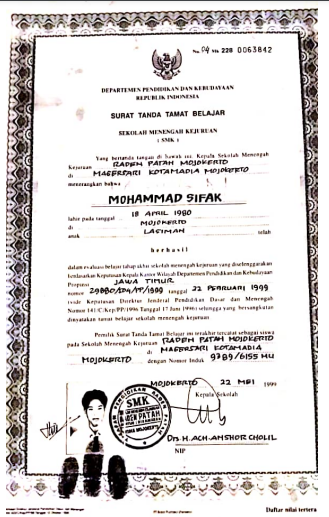 No. 04 Mk 228 0063842
DEPARTEMEN PENDIDIKAN DAN KEBUDAYAAN
REPUBLIK INDONESIA
SURAT TANDA TAMAT BELAJAR
SEKOLAH MENENGAH KEJURUAN
( SMK )
Yang bertanda tangan di bawah ini, Kepala Sekolah Menengah
Kejuruan RADEN PATAH MOJOKERTO
di MAGERSARI KOTAMADIA MOJOKERTO
menerangkan bahwa
MOHAMMAD SIFAK
lahir pada tanggal 18 APRIL 1980
di MOJOKERTO
anak LASIMAN telah
berhasil
dalam evaluasi belajar tahap akhir sekolah menengah kejuruan yang diselenggarakan
berdasarkan Keputusan Kepala Kantor Wilayah Departemen Pendidikan dan Kebudayaan
Propinsi JAWA TIMUR
nomor tanggal 22 FEBRUARI 1999
(vide Keputusan Direktur Jenderal Pendidikan Dasar dan Menengah
Nomor 141/C/Kep/PP/1996 Tanggal 17 Juni 1996) sehingga yang bersangkutan
dinyatakan tamat belajar sekolah menengah kejuruan
Pemilik Surat Tanda Tamat Belajar ini terakhir tercatat sebagai siswa
pada Sekolah Menengah Kejuruan RADEN PATAH MOJOKERTO
di MAGERSARI KOTAMADIA
MOJOKERTO dengan Nomor Induk 9789/6155 MU
MOJOKERTO 22 MEI 1999
Kepala Sekolah
SMK
RADEN PATAH
Drs. H. ACH. ANSHOR CHOLIL
NIP
Daftar nilai tertera